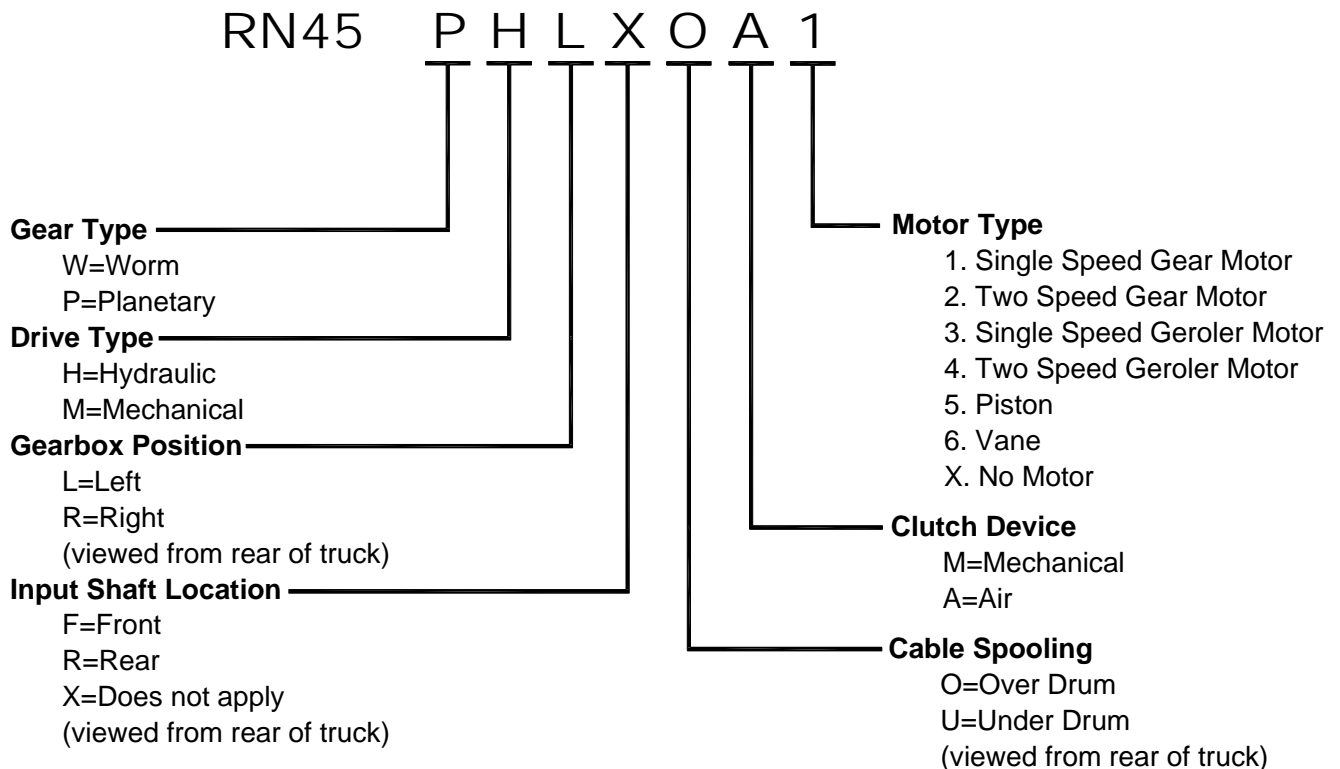 RN45 P H L X O A 1
Gear Type
W=Worm
P=Planetary
Drive Type
H=Hydraulic
M=Mechanical
Gearbox Position
L=Left
R=Right
(viewed from rear of truck)
Input Shaft Location
F=Front
R=Rear
X=Does not apply
(viewed from rear of truck)
Motor Type
1. Single Speed Gear Motor
2. Two Speed Gear Motor
3. Single Speed Geroler Motor
4. Two Speed Geroler Motor
5. Piston
6. Vane
X. No Motor
Clutch Device
M=Mechanical
A=Air
Cable Spooling
O=Over Drum
U=Under Drum
(viewed from rear of truck)